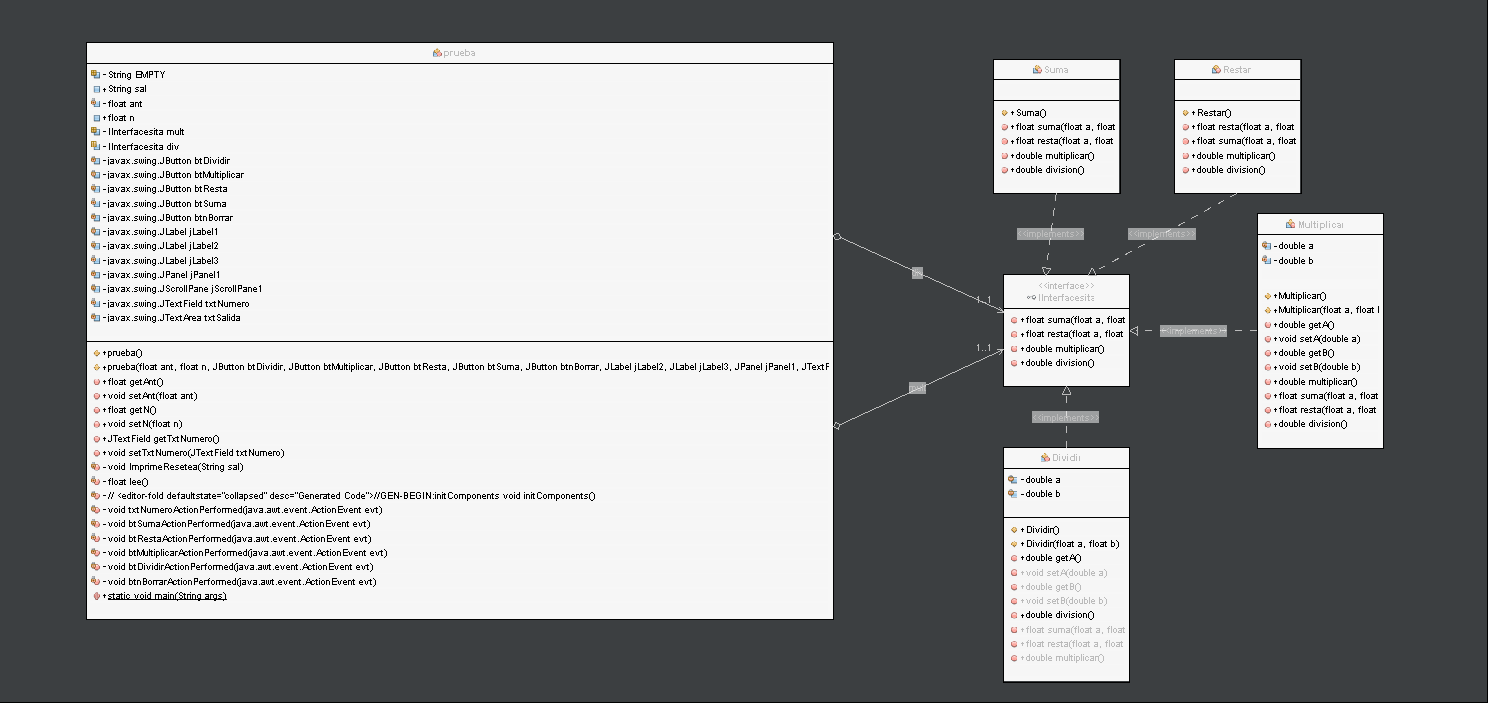 prueba
- String EMPTY
+ String sal
- float ant
+ float n
- IInterfacesita mult
- IInterfacesita div
- javax.swing.JButton btDividir
- javax.swing.JButton btMultiplicar
- javax.swing.JButton btResta
- javax.swing.JButton btSuma
- javax.swing.JButton btnBorrar
- javax.swing.JLabel jLabel1
- javax.swing.JLabel jLabel2
- javax.swing.JLabel jLabel3
- javax.swing.JPanel jPanel1
- javax.swing.JScrollPane jScrollPane1
- javax.swing.JTextField txtNumero
- javax.swing.JTextArea txtSalida
+ prueba()
+ prueba(float ant, float n, JButton btDividir, JButton btMultiplicar, JButton btResta, JButton btSuma, JButton btnBorrar, JLabel jLabel2, JLabel jLabel3, JPanel jPanel1, JTextF
+ float getAnt()
+ void setAnt(float ant)
+ float getN()
+ void setN(float n)
+ JTextField getTxtNumero()
+ void setTxtNumero(JTextField txtNumero)
- void ImprimeResetea(String sal)
- float lee()
- // <editor-fold defaultstate="collapsed" desc="Generated Code">//GEN-BEGIN:initComponents void initComponents()
- void txtNumeroActionPerformed(java.awt.event.ActionEvent evt)
- void btSumaActionPerformed(java.awt.event.ActionEvent evt)
- void btRestaActionPerformed(java.awt.event.ActionEvent evt)
- void btMultiplicarActionPerformed(java.awt.event.ActionEvent evt)
- void btDividirActionPerformed(java.awt.event.ActionEvent evt)
- void btnBorrarActionPerformed(java.awt.event.ActionEvent evt)
+ static void main(String args)
1..1
1..1
Suma
+ Suma()
+ float suma(float a, float
+ float resta(float a, float
+ double multiplicar()
+ double division()
Restar
+ Restar()
+ float resta(float a, float
+ float suma(float a, float
+ double multiplicar()
+ double division()
<<implements>>
<<implements>>
<<interface>>
IInterfacesita
+ float suma(float a, float
+ float resta(float a, float
+ double multiplicar()
+ double division()
<<implements>>
Multiplicar
- double a
- double b
+ Multiplicar()
+ Multiplicar(float a, float
+ double getA()
+ void setA(double a)
+ double getB()
+ void setB(double b)
+ double multiplicar()
+ float suma(float a, float
+ float resta(float a, float
+ double division()
<<implements>>
Dividir
- double a
- double b
+ Dividir()
+ Dividir(float a, float b)
+ double getA()
+ void setA(double a)
+ double getB()
+ void setB(double b)
+ double division()
+ float suma(float a, float
+ float resta(float a, float
+ double multiplicar()